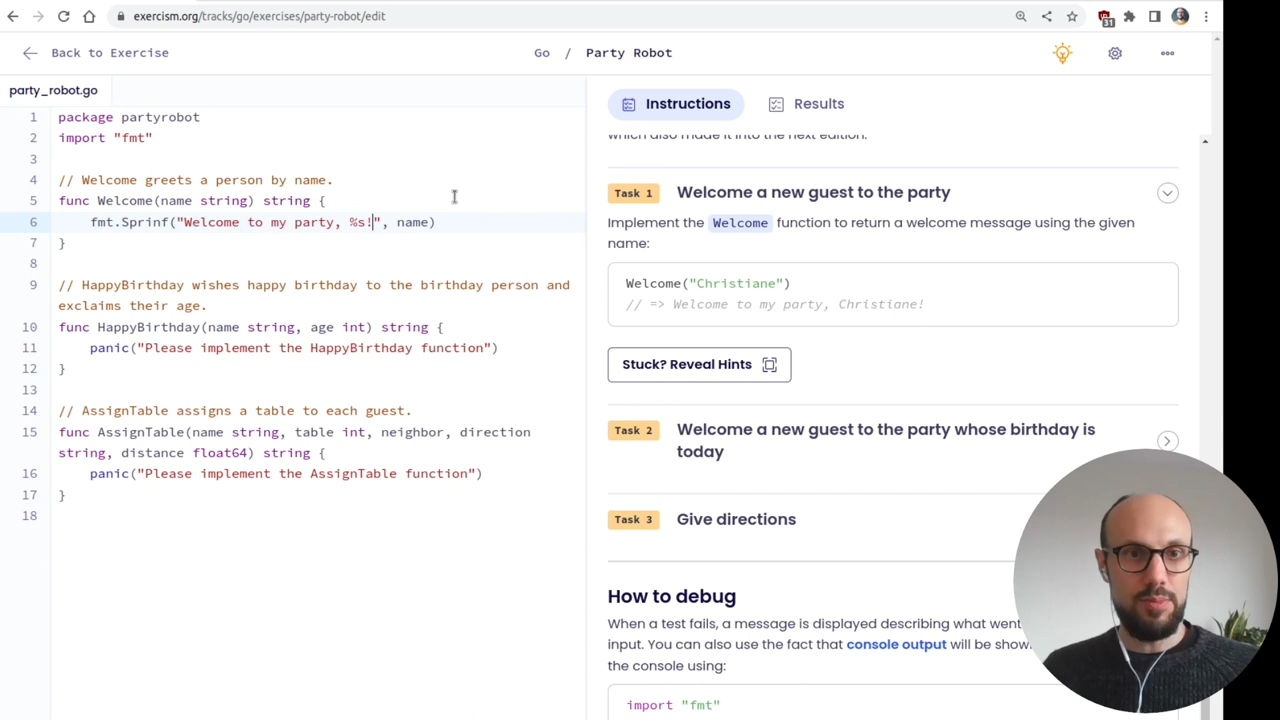 exercism.org/tracks/go/exercises/party-robot/edit
31
Back to Exercise
Go / Party Robot
party_robot.go
1 package partyrobot
2 import "fmt"
3
4 // Welcome greets a person by name.
5 func Welcome(name string) string {
6 fmt.Sprinf("Welcome to my party, %s!", name)
7 }
8
9 // HappyBirthday wishes happy birthday to the birthday person and
exclaims their age.
10 func HappyBirthday(name string, age int) string {
11 panic("Please implement the HappyBirthday function")
12 }
13
14 // AssignTable assigns a table to each guest.
15 func AssignTable(name string, table int, neighbor, direction
string, distance float64) string {
16 panic("Please implement the AssignTable function")
17 }
18
Instructions
Results
which also made it into the next edition.
Task 1 Welcome a new guest to the party
Implement the Welcome function to return a welcome message using the given
name:
Welcome("Christiane")
// => Welcome to my party, Christiane!
Stuck? Reveal Hints
Task 2 Welcome a new guest to the party whose birthday is
today
Task 3 Give directions
How to debug
When a test fails, a message is displayed describing what went
input. You can also use the fact that console output will be show
the console using:
import "fmt"